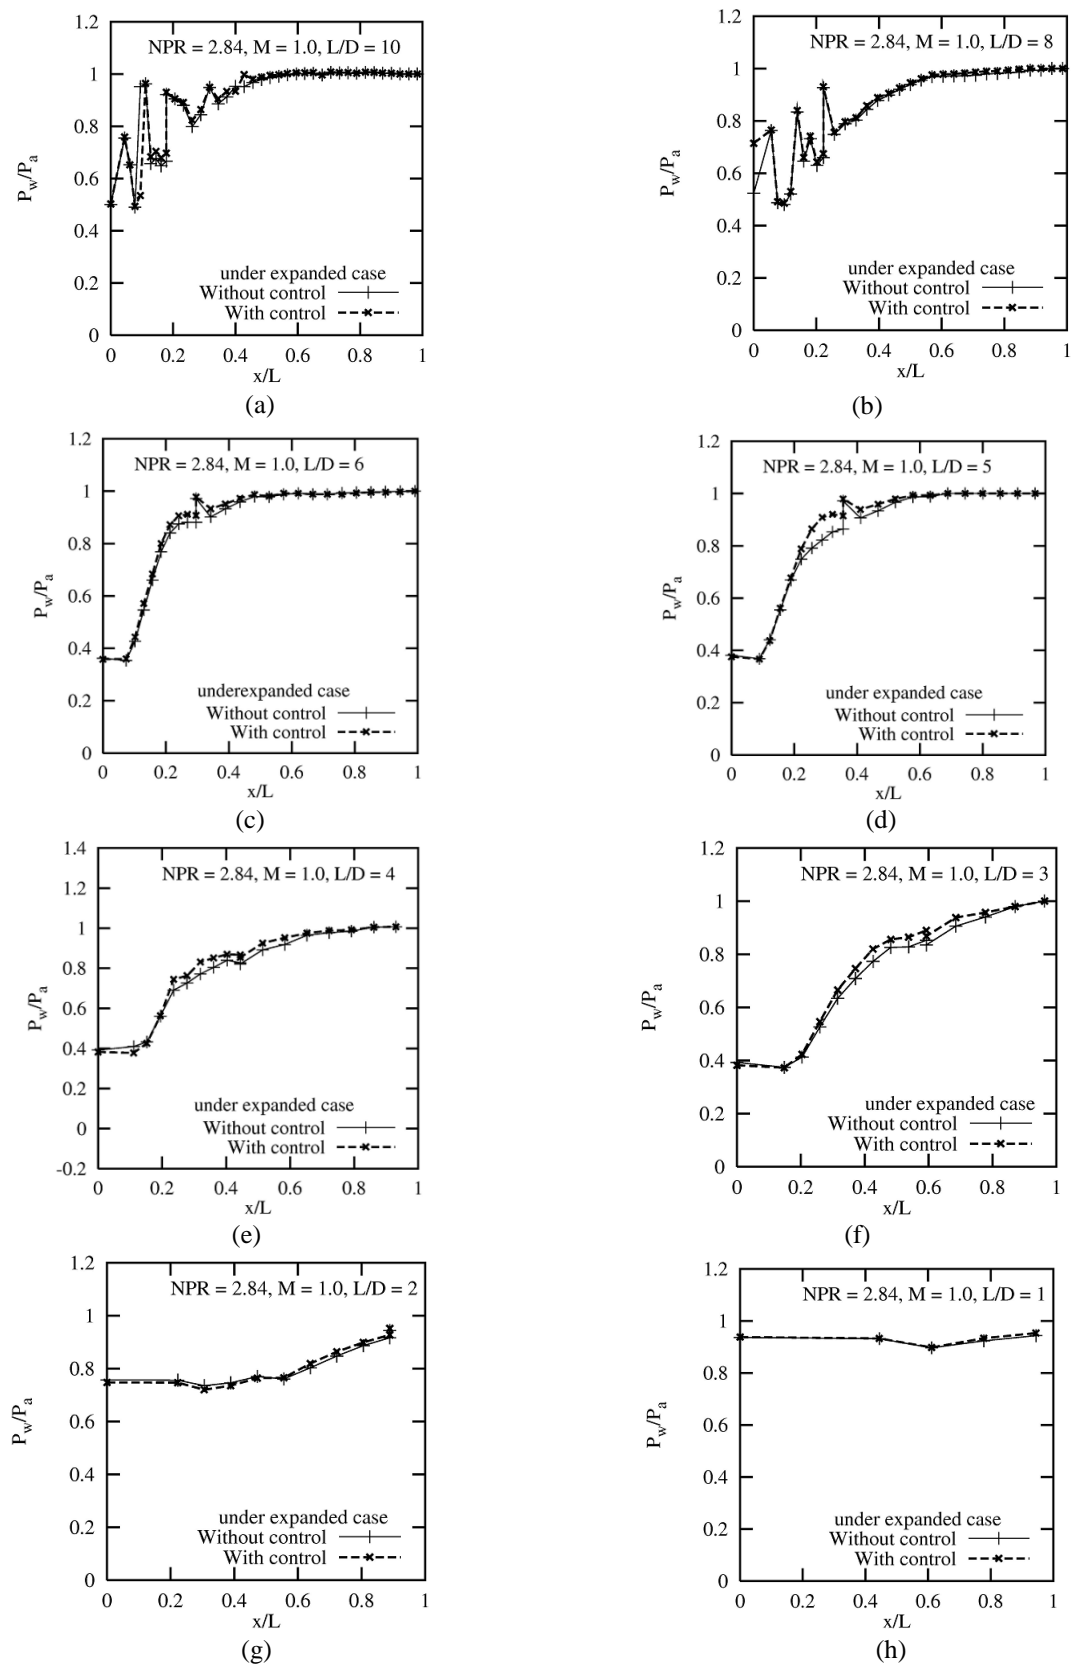 1.2
NPR = 2.84, M = 1.0, L/D = 10
1
0.8
0.6
0.4
0.2
0
P_w/P_a
under expanded case
Without control
With control
0 0.2 0.4 0.6 0.8 1
x/L
(a)
1.2
NPR = 2.84, M = 1.0, L/D = 8
1
0.8
0.6
0.4
0.2
0
P_w/P_a
under expanded case
Without control
With control
0 0.2 0.4 0.6 0.8 1
x/L
(b)
1.2
NPR = 2.84, M = 1.0, L/D = 6
1
0.8
0.6
0.4
0.2
0
P_w/P_a
underexpanded case
Without control
With control
0 0.2 0.4 0.6 0.8 1
x/L
(c)
1.2
NPR = 2.84, M = 1.0, L/D = 5
1
0.8
0.6
0.4
0.2
0
P_w/P_a
under expanded case
Without control
With control
0 0.2 0.4 0.6 0.8 1
x/L
(d)
1.4
NPR = 2.84, M = 1.0, L/D = 4
1.2
1
0.8
0.6
0.4
0.2
0
-0.2
P_w/P_a
under expanded case
Without control
With control
0 0.2 0.4 0.6 0.8 1
x/L
(e)
1.2
NPR = 2.84, M = 1.0, L/D = 3
1
0.8
0.6
0.4
0.2
0
P_w/P_a
under expanded case
Without control
With control
0 0.2 0.4 0.6 0.8 1
x/L
(f)
1.2
NPR = 2.84, M = 1.0, L/D = 2
1
0.8
0.6
0.4
0.2
0
P_w/P_a
under expanded case
Without control
With control
0 0.2 0.4 0.6 0.8 1
x/L
(g)
1.2
NPR = 2.84, M = 1.0, L/D = 1
1
0.8
0.6
0.4
0.2
0
P_w/P_a
under expanded case
Without control
With control
0 0.2 0.4 0.6 0.8 1
x/L
(h)